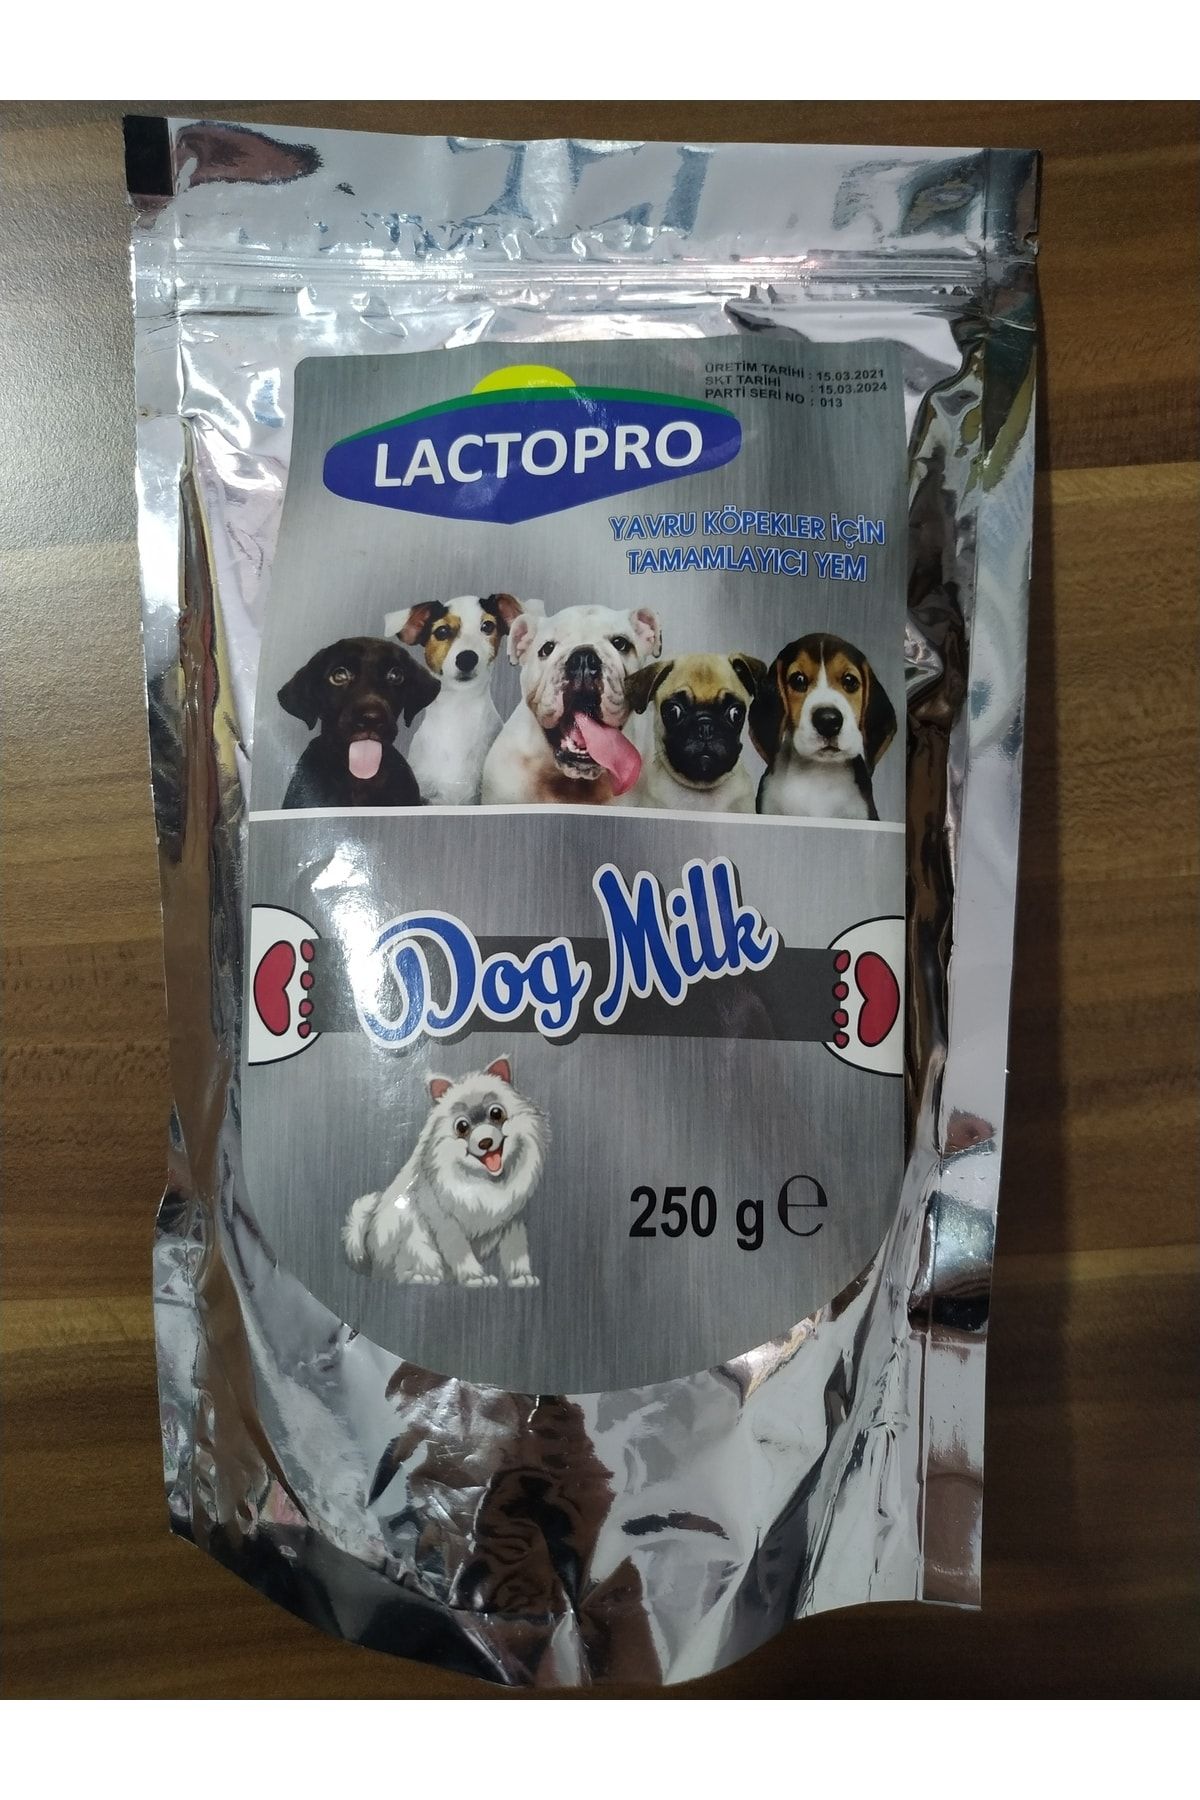 ÜRETİM TARİHİ : 15.03.2021
SKT TARİHİ : 15.03.2024
PARTİ SERİ NO : 013
LACTOPRO
YAVRU KÖPEKLER İÇİN
TAMAMLAYICI YEM
Dog Milk
250 g ℮